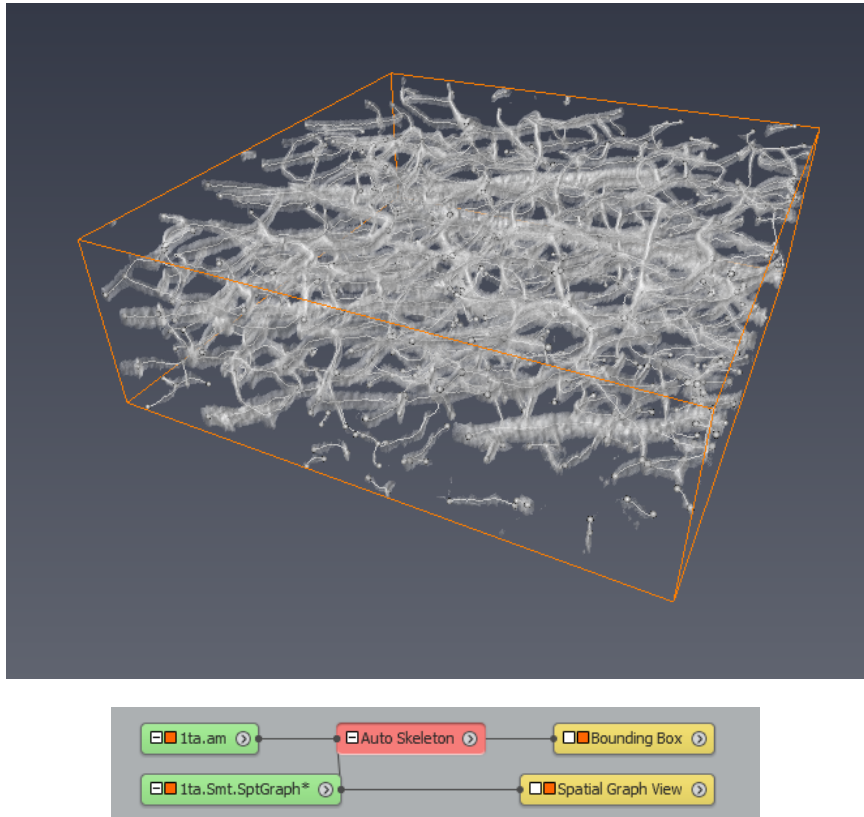 1ta.am
Auto Skeleton
Bounding Box
1ta.Smt.SptGraph*
Spatial Graph View